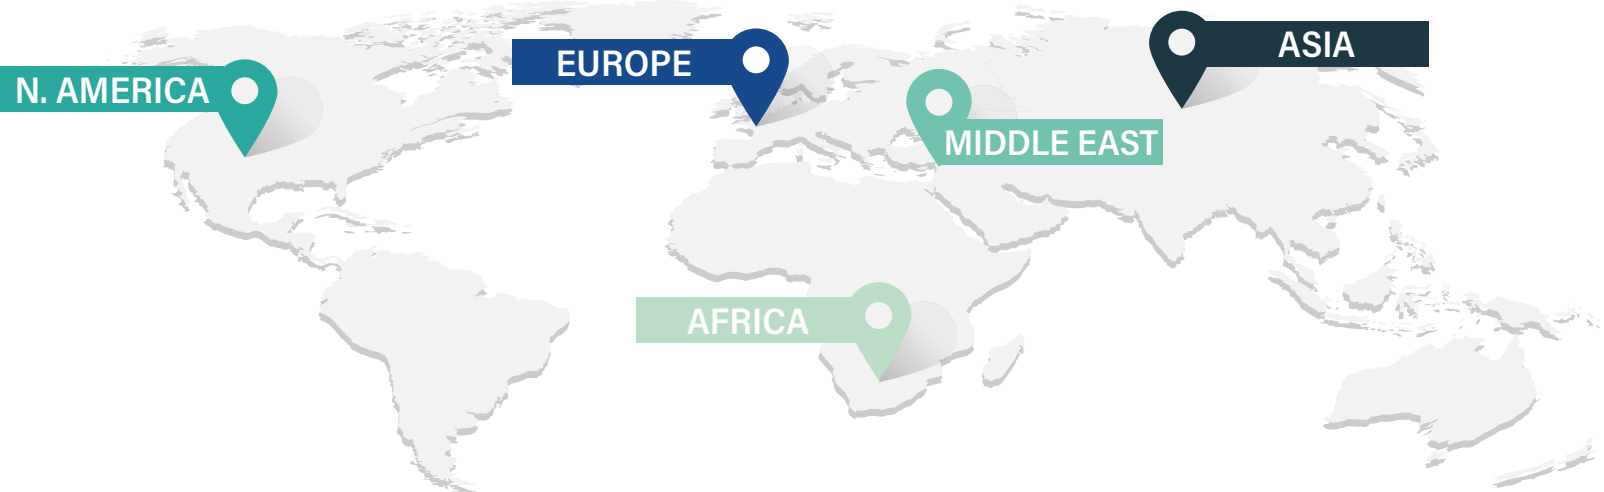 N. AMERICA
EUROPE
ASIA
MIDDLE EAST
AFRICA